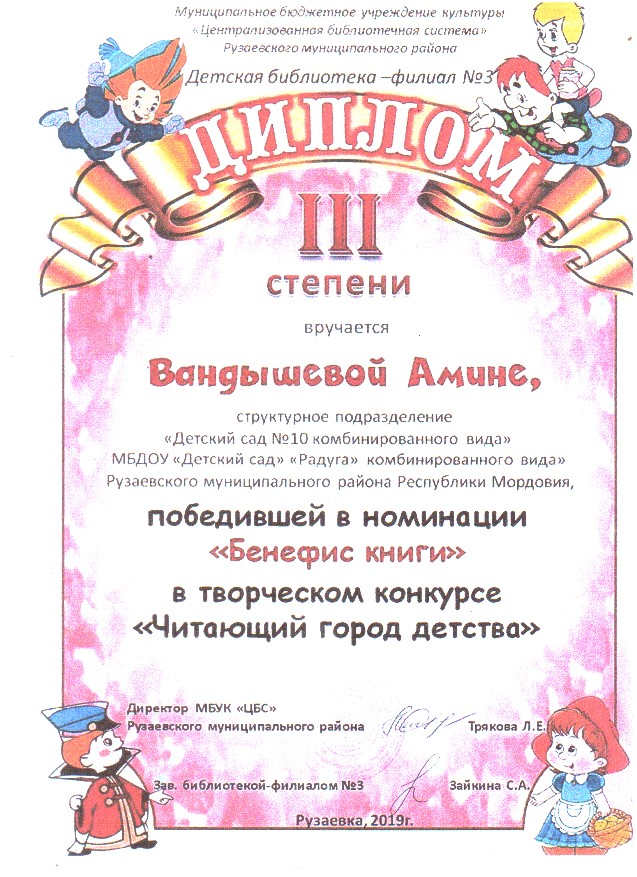 Муниципальное бюджетное учреждение культуры
«Централизованная библиотечная система»
Рузаевского муниципального района
Детская библиотека –филиал №3
ДИПЛОМ
III
степени
вручается
Вандышевой Амине,
структурное подразделение
«Детский сад №10 комбинированного вида»
МБДОУ «Детский сад» «Радуга» комбинированного вида»
Рузаевского муниципального района Республики Мордовия,
победившей в номинации
«Бенефис книги»
в творческом конкурсе
«Читающий город детства»
Директор МБУК «ЦБС»
Рузаевского муниципального района Трякова Л.Е.
Зав. библиотекой-филиалом №3 Зайкина С.А.
Рузаевка, 2019г.